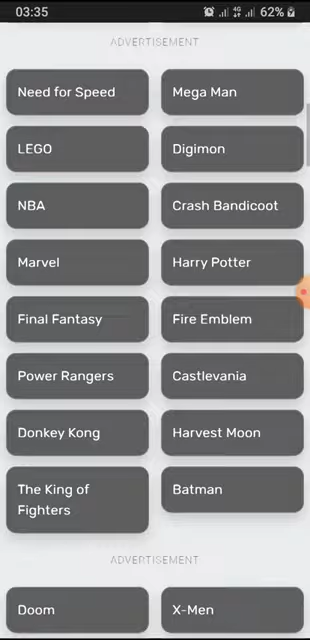 03:35
4G
62%
ADVERTISEMENT
Need for Speed
Mega Man
LEGO
Digimon
NBA
Crash Bandicoot
Marvel
Harry Potter
Final Fantasy
Fire Emblem
Power Rangers
Castlevania
Donkey Kong
Harvest Moon
The King of
Fighters
Batman
ADVERTISEMENT
Doom
X-Men